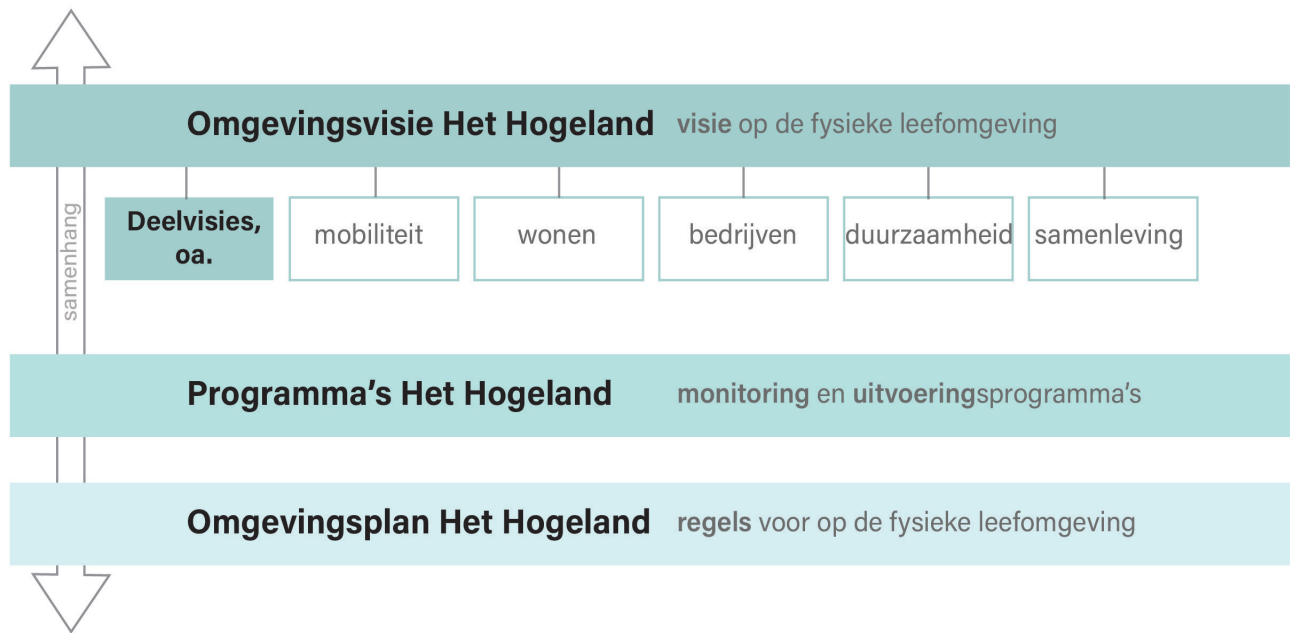 Omgevingsvisie Het Hogeland visie op de fysieke leefomgeving
samenhang
Deelvisies,
oa.
mobiliteit
wonen
bedrijven
duurzaamheid
samenleving
Programma's Het Hogeland monitoring en uitvoeringsprogramma's
Omgevingsplan Het Hogeland regels voor op de fysieke leefomgeving